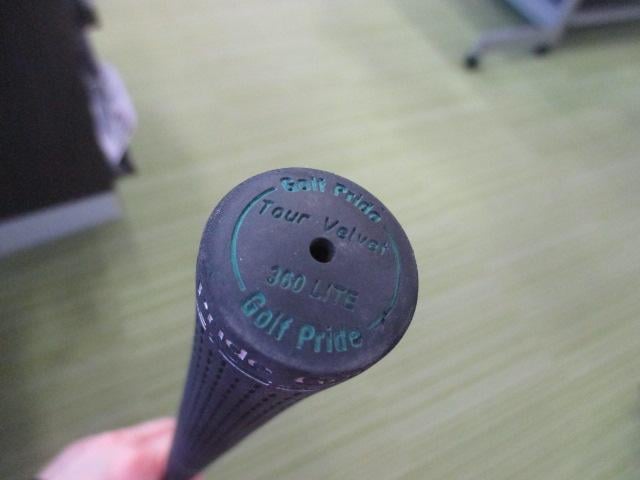 Golf Pride
Tour Velvet
360 LITE
Golf Pride